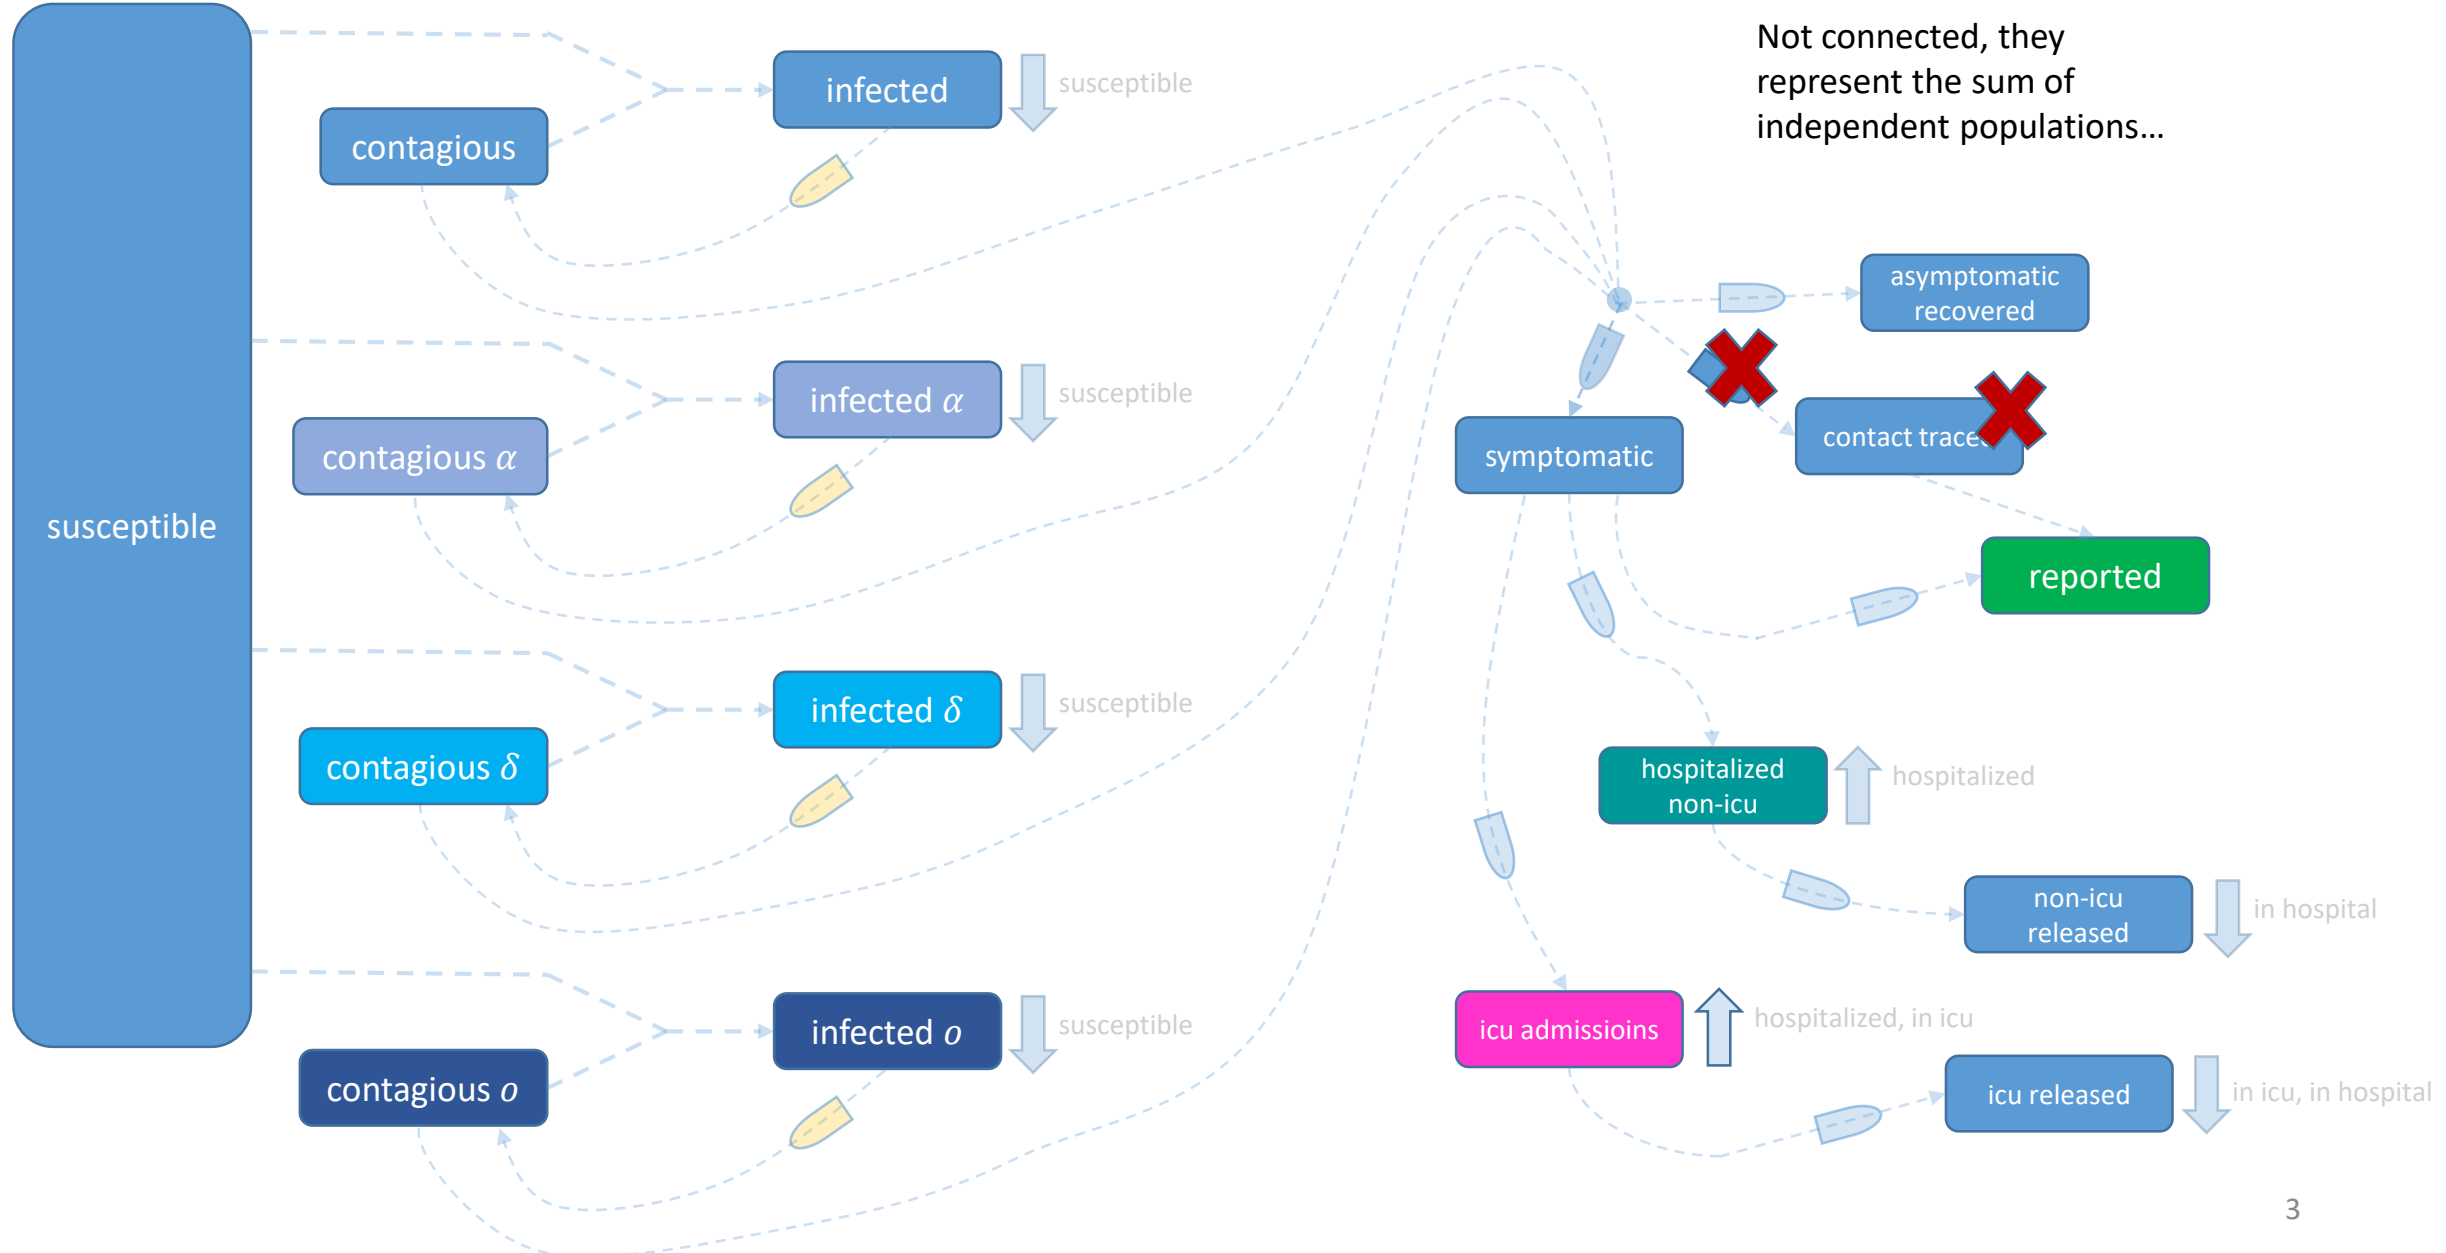 Not connected, they
represent the sum of
independent populations…
infected
susceptible
contagious
asymptomatic
recovered
infected α
susceptible
contagious α
contact traced
symptomatic
susceptible
reported
infected δ
susceptible
contagious δ
hospitalized
non-icu
hospitalized
non-icu
released
in hospital
infected o
susceptible
icu admissioins
hospitalized, in icu
contagious o
icu released
in icu, in hospital
3